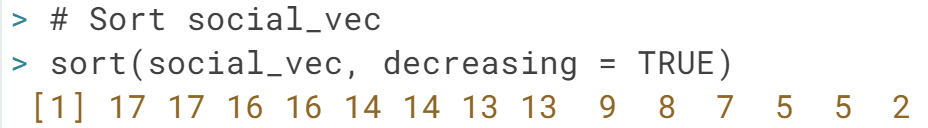 > # Sort social_vec
> sort(social_vec, decreasing = TRUE)
[1] 17 17 16 16 14 14 13 13 9 8 7 5 5 2